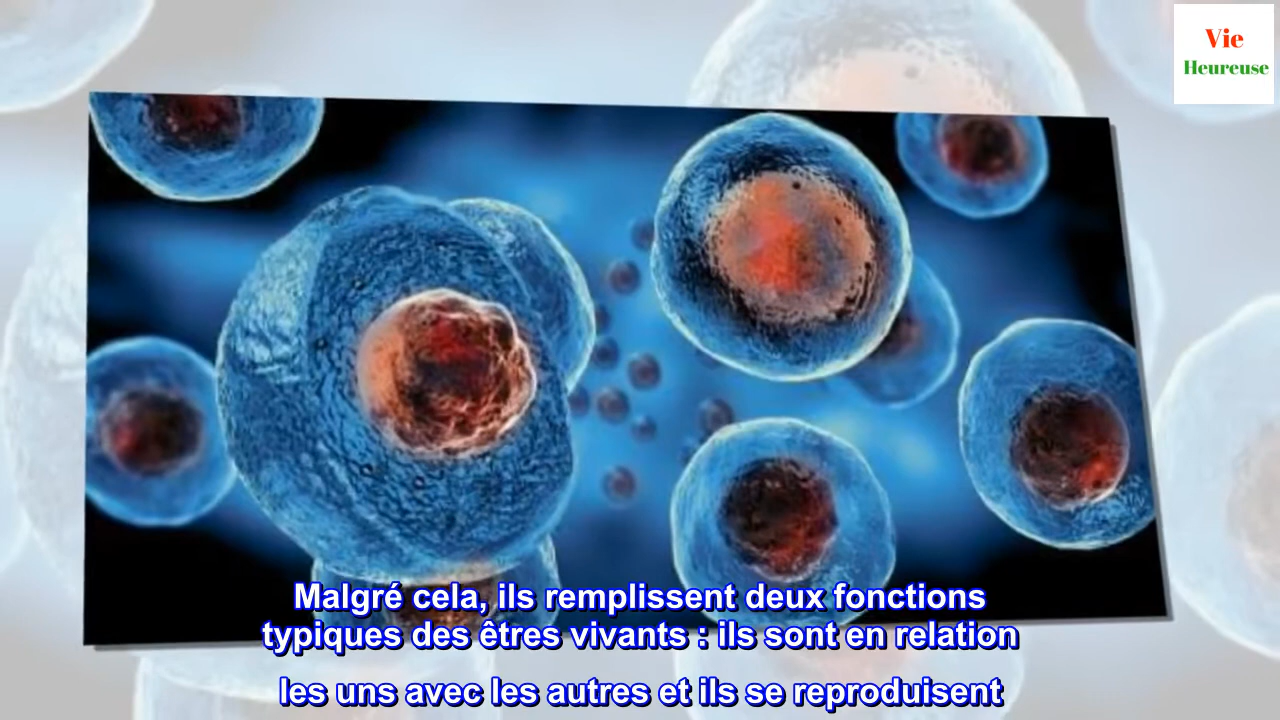 Vie
Heureuse
Malgré cela, ils remplissent deux fonctions
typiques des êtres vivants : ils sont en relation
les uns avec les autres et ils se reproduisent